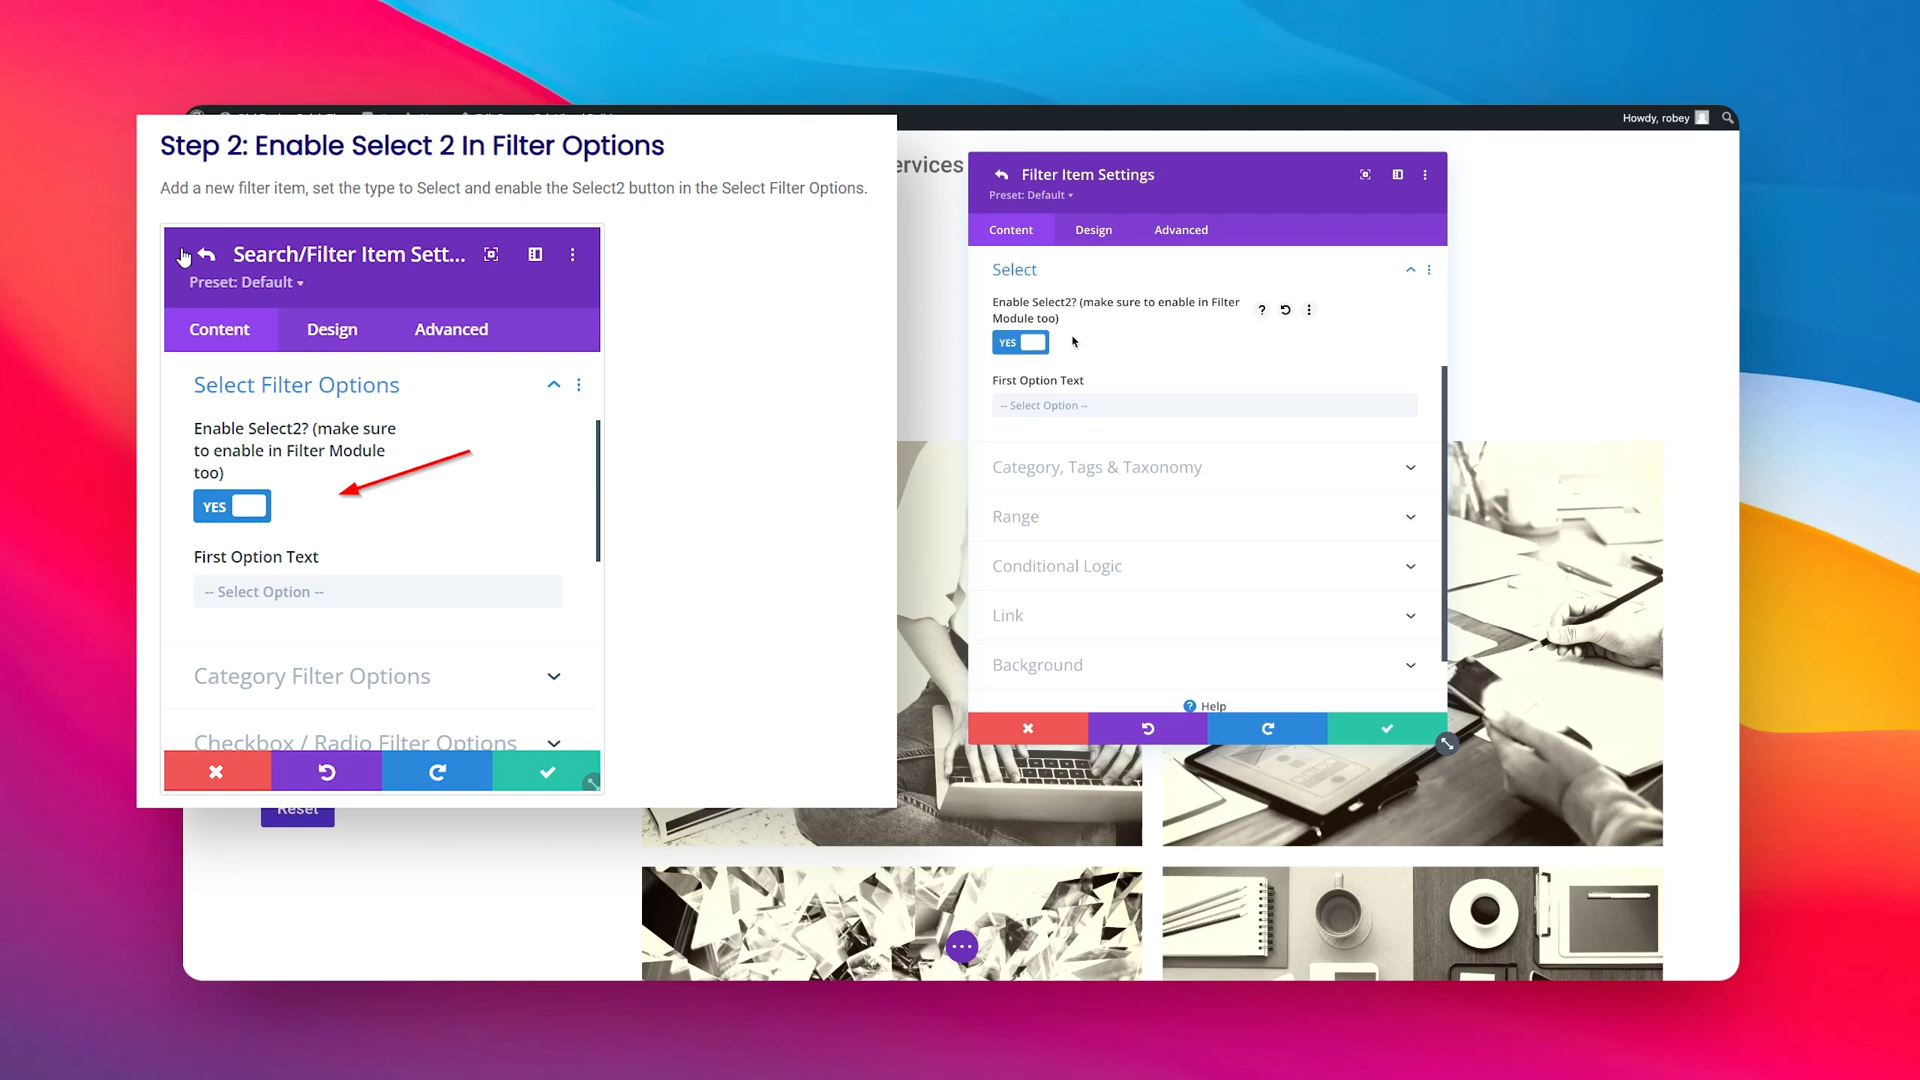 Howdy, robey
Step 2: Enable Select 2 In Filter Options
Add a new filter item, set the type to Select and enable the Select2 button in the Select Filter Options.
Search/Filter Item Sett...
Preset: Default
Content
Design
Advanced
Select Filter Options
Enable Select2? (make sure
to enable in Filter Module
too)
YES
First Option Text
-- Select Option --
Category Filter Options
Checkbox / Radio Filter Options
Reset
ervices
Filter Item Settings
Preset: Default
Content
Design
Advanced
Select
Enable Select2? (make sure to enable in Filter
Module too)
?
YES
First Option Text
-- Select Option --
Category, Tags & Taxonomy
Range
Conditional Logic
Link
Background
? Help